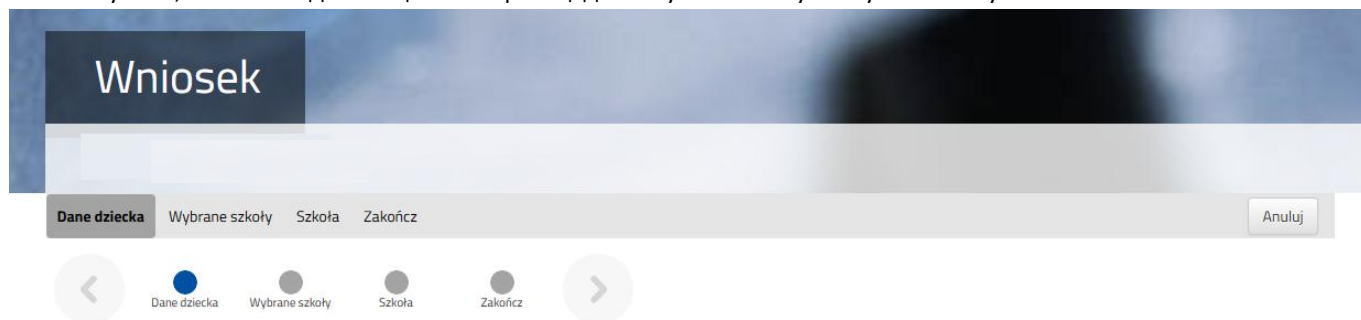 Wniosek
Dane dziecka Wybrane szkoły Szkoła Zakończ Anuluj
Dane dziecka Wybrane szkoły Szkoła Zakończ